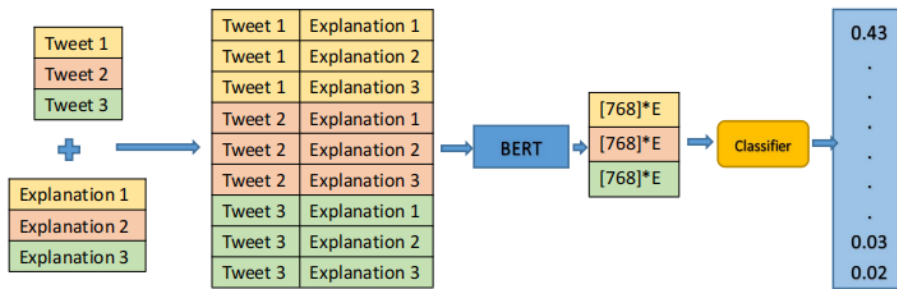 Tweet 1
Tweet 2
Tweet 3
Explanation 1
Explanation 2
Explanation 3
Tweet 1 Explanation 1
Tweet 1 Explanation 2
Tweet 1 Explanation 3
Tweet 2 Explanation 1
Tweet 2 Explanation 2
Tweet 2 Explanation 3
Tweet 3 Explanation 1
Tweet 3 Explanation 2
Tweet 3 Explanation 3
BERT
[768]*E
[768]*E
[768]*E
Classifier
0.43
.
.
.
.
.
.
0.03
0.02